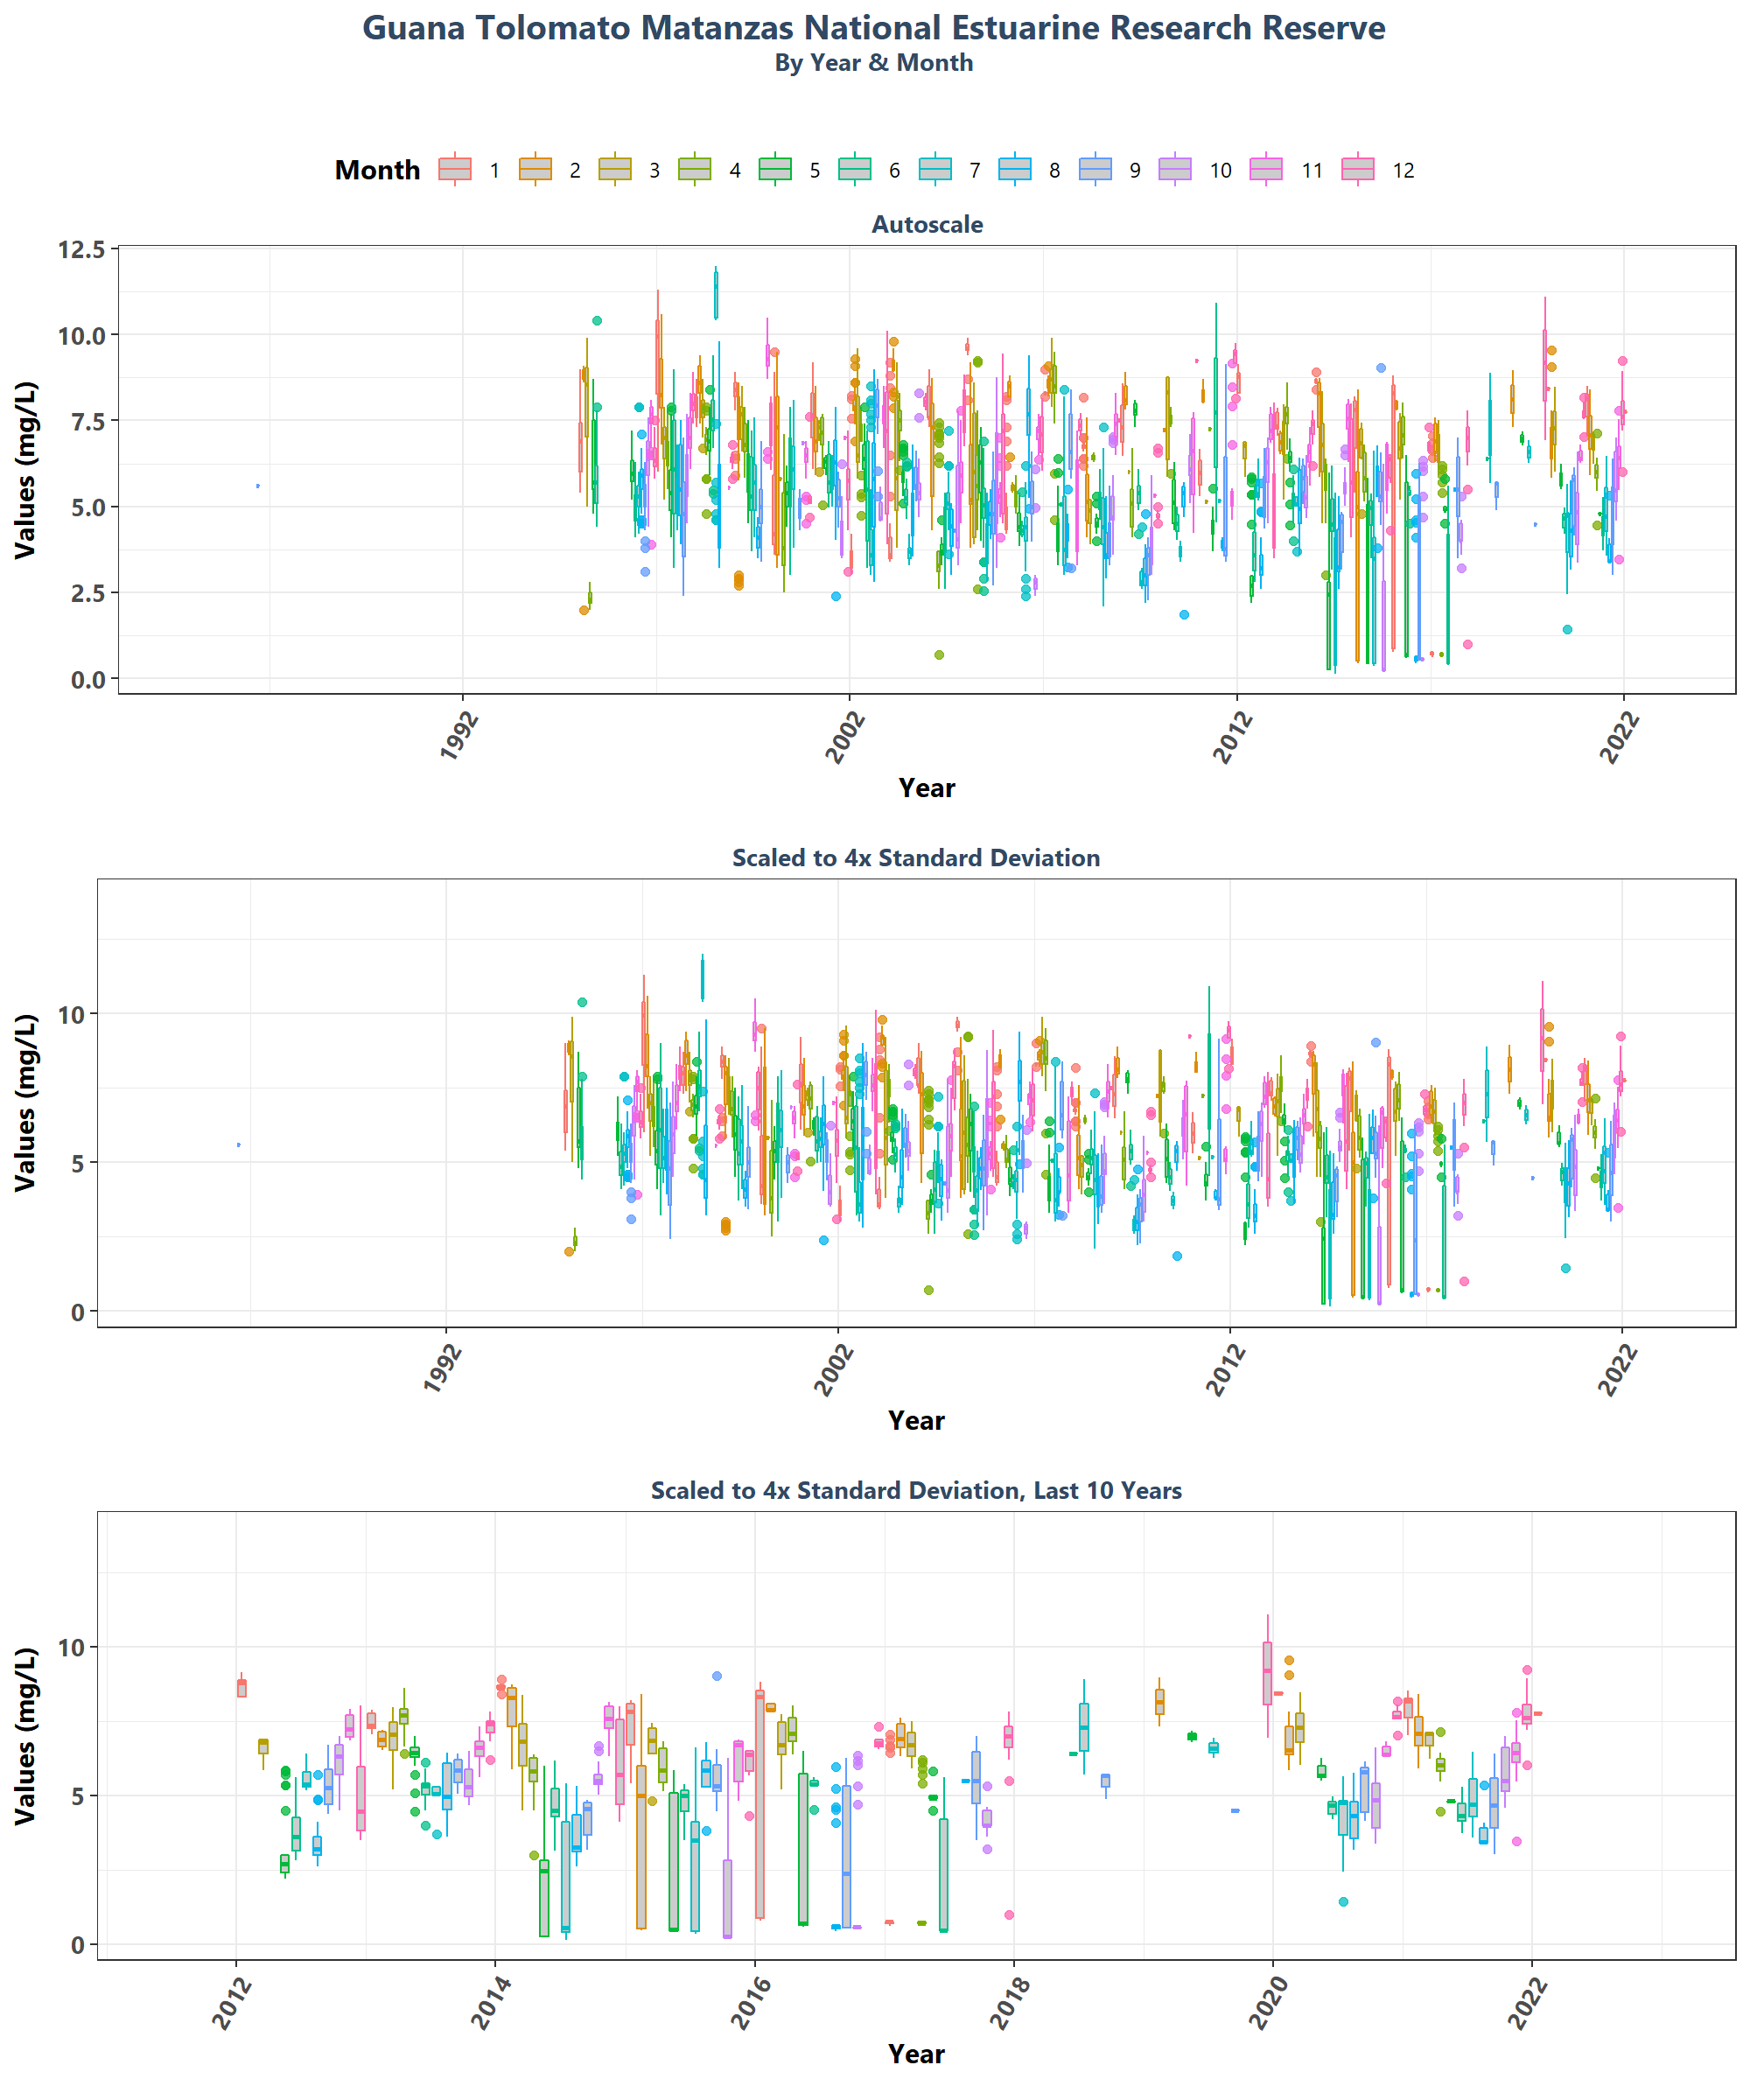 Guana Tolomato Matanzas National Estuarine Research Reserve
By Year & Month
Month 1 2 3 4 5 6 7 8 9 10 11 12
Autoscale
Values (mg/L)
12.5
10.0
7.5
5.0
2.5
0.0
1992 2002 2012 2022
Year
Scaled to 4x Standard Deviation
Values (mg/L)
10
5
0
1992 2002 2012 2022
Year
Scaled to 4x Standard Deviation, Last 10 Years
Values (mg/L)
10
5
0
2012 2014 2016 2018 2020 2022
Year